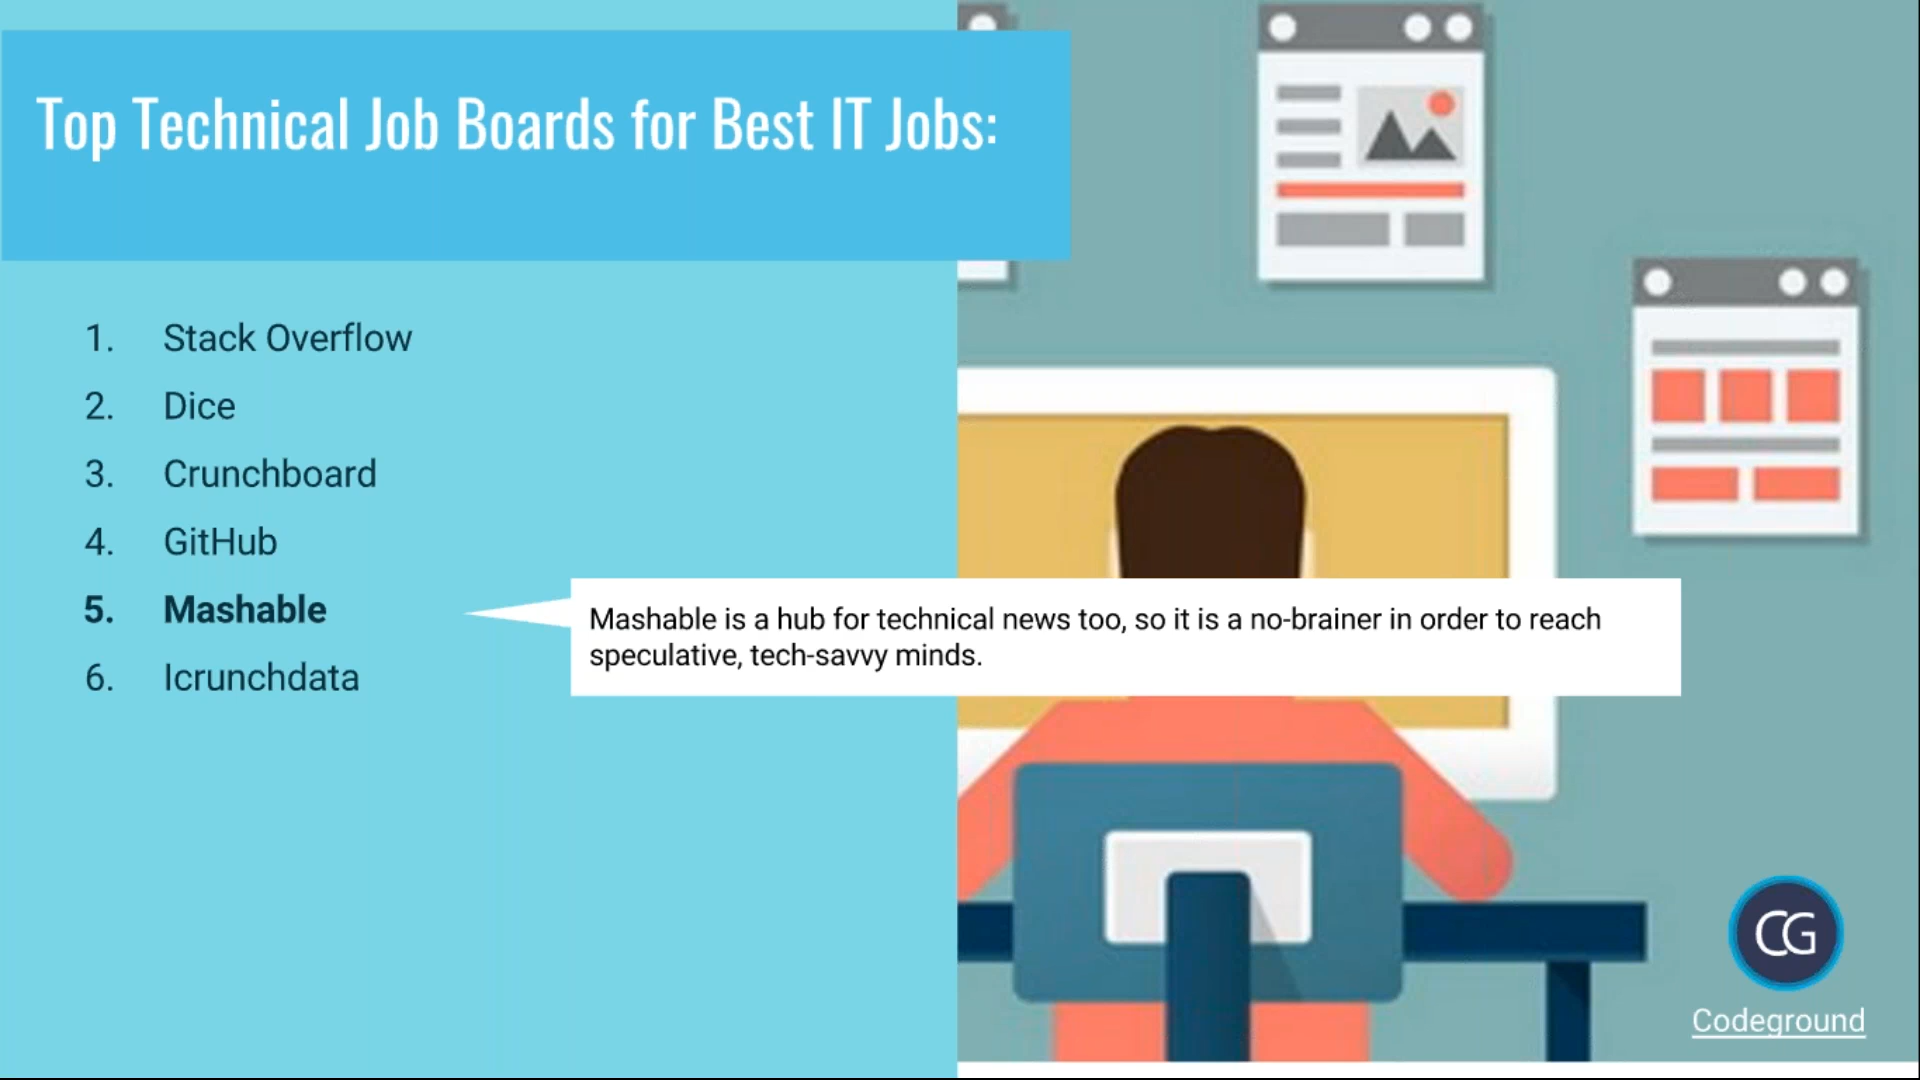 Top Technical Job Boards for Best IT Jobs:
1. Stack Overflow
2. Dice
3. Crunchboard
4. GitHub
5. Mashable
Mashable is a hub for technical news too, so it is a no-brainer in order to reach
speculative, tech-savvy minds.
6. Icrunchdata
CG
Codeground